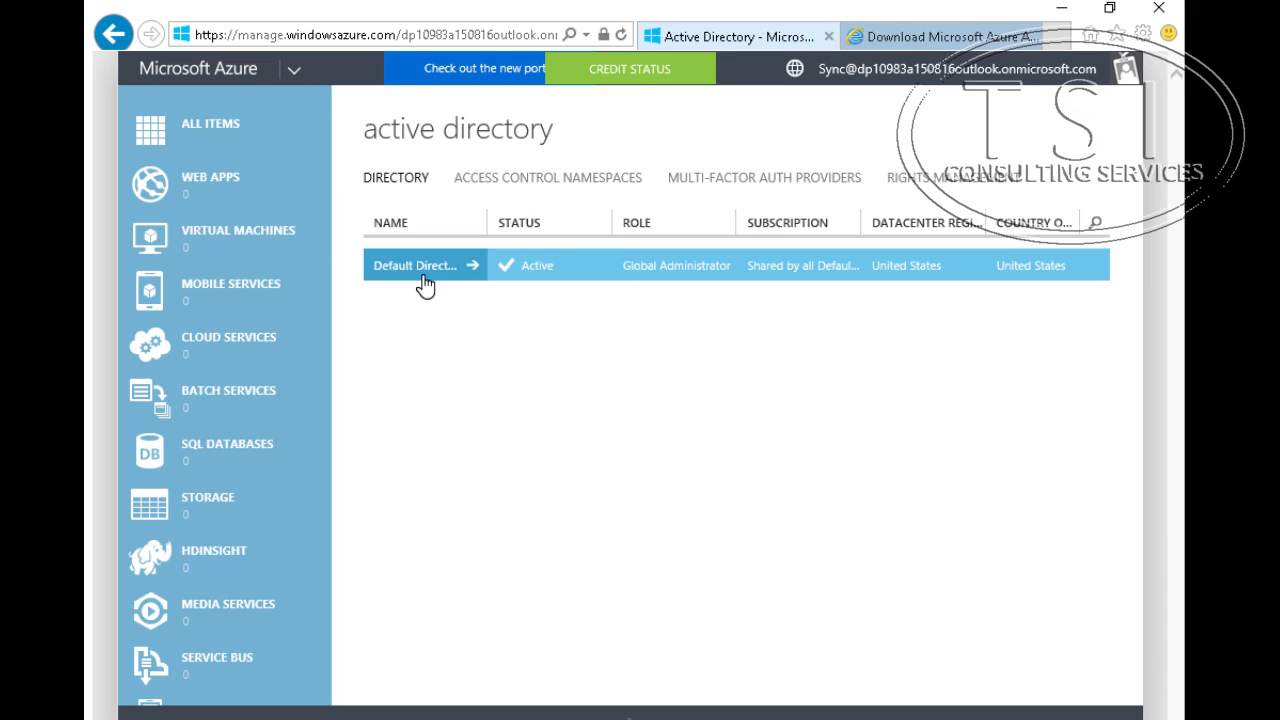 https://manage.windowsazure.com/dp10983a150816outlook.oni
Active Directory - Micros...
Download Microsoft Azure A...
Microsoft Azure
Check out the new port
CREDIT STATUS
Sync@dp10983a150816outlook.onmicrosoft.com
T S I
CONSULTING SERVICES
ALL ITEMS
WEB APPS
0
VIRTUAL MACHINES
0
MOBILE SERVICES
0
CLOUD SERVICES
0
BATCH SERVICES
0
SQL DATABASES
0
DB
STORAGE
0
HDINSIGHT
0
MEDIA SERVICES
0
SERVICE BUS
0
active directory
DIRECTORY ACCESS CONTROL NAMESPACES MULTI-FACTOR AUTH PROVIDERS RIGHTS MANAGEMENT
NAME STATUS ROLE SUBSCRIPTION DATACENTER REGI... COUNTRY O...
Default Direct... Active Global Administrator Shared by all Defaul... United States United States